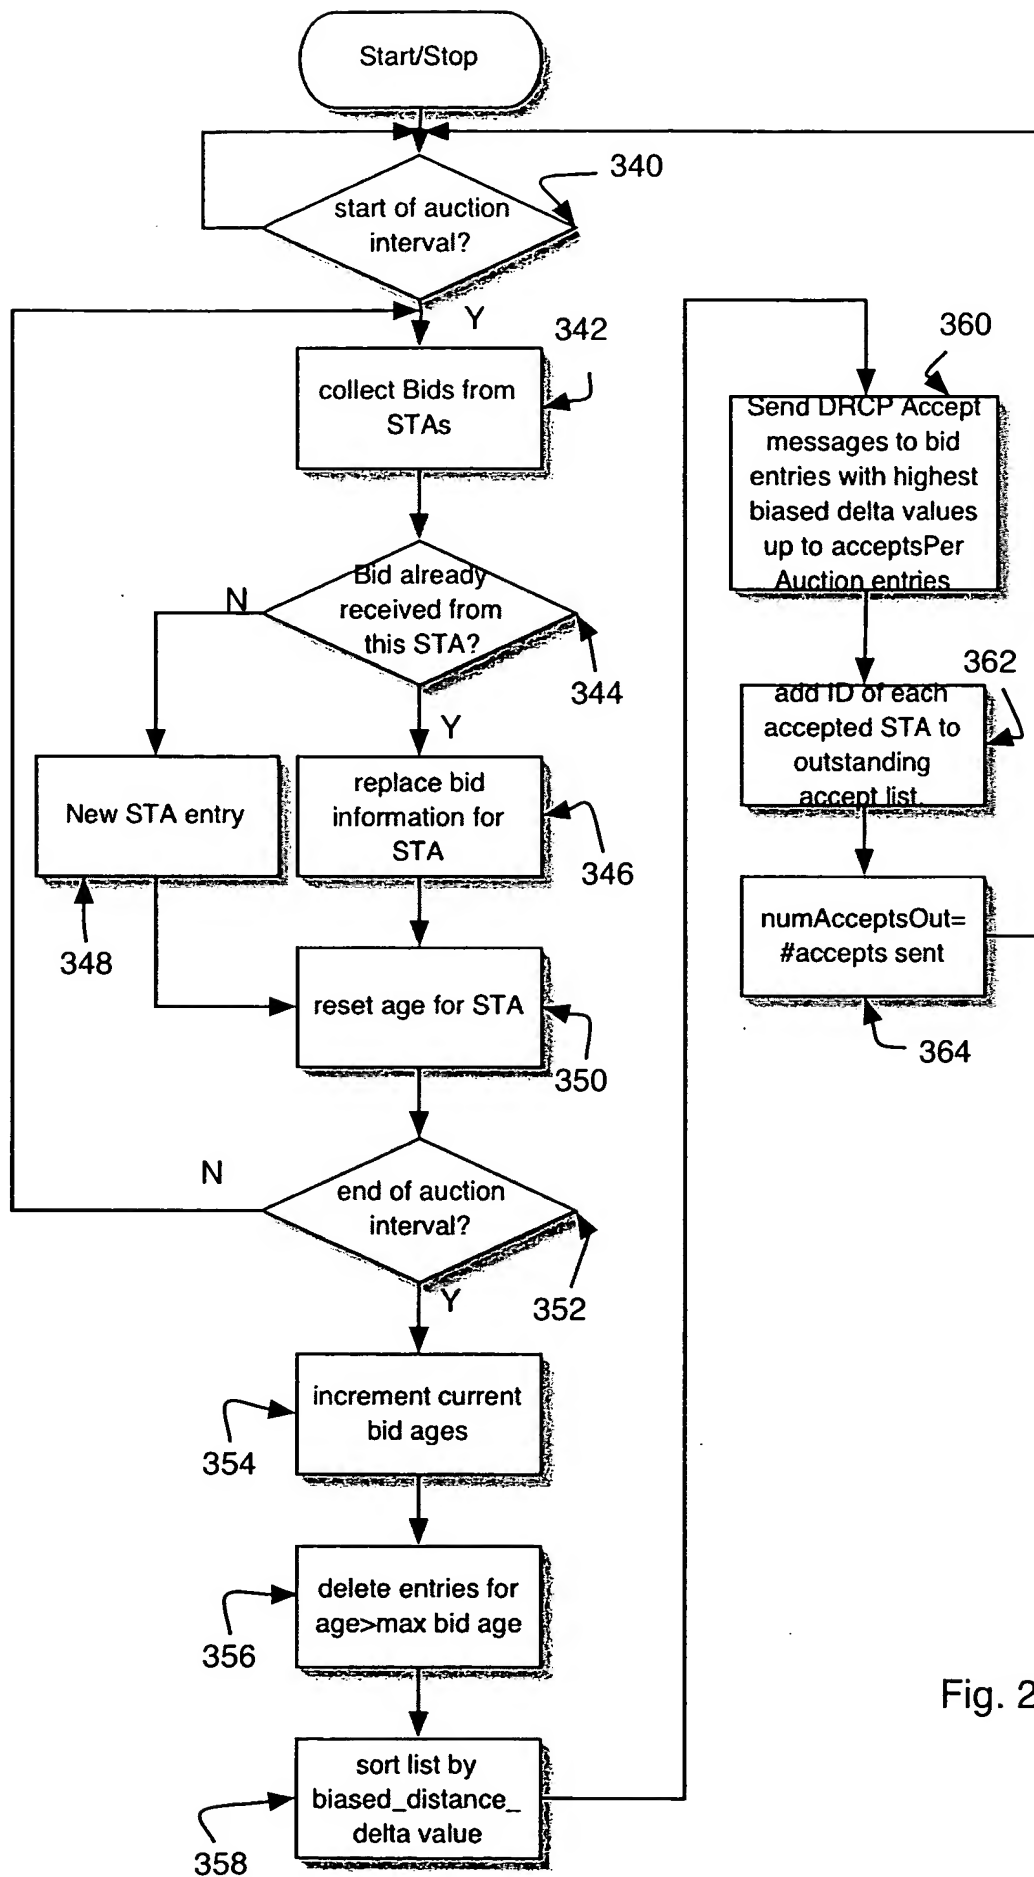 Start/Stop
340
start of auction
interval?
Y
342
collect Bids from
STAs
N
Bid already
received from
this STA?
344
Y
New STA entry
348
replace bid
information for
STA
346
reset age for STA
350
N
end of auction
interval?
352
Y
increment current
bid ages
354
delete entries for
age>max bid age
356
sort list by
biased_distance_
delta value
358
360
Send DRCP Accept
messages to bid
entries with highest
biased delta values
up to acceptsPer
Auction entries
362
add ID of each
accepted STA to
outstanding
accept list.
numAcceptsOut=
#accepts sent
364
Fig. 2